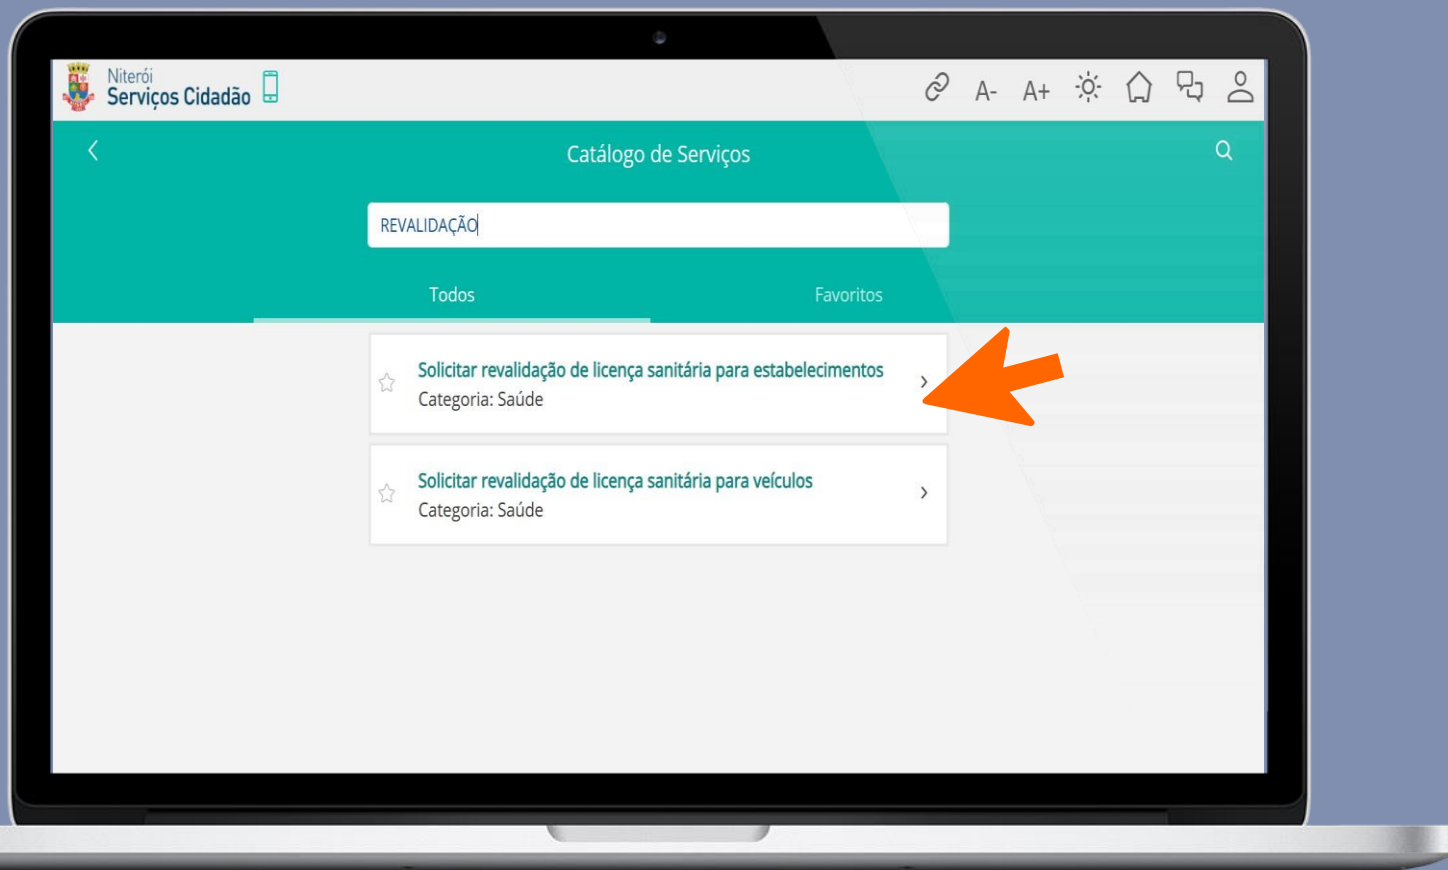 Niterói
Serviços Cidadão
A- A+
Catálogo de Serviços
REVALIDAÇÃO
Todos
Favoritos
Solicitar revalidação de licença sanitária para estabelecimentos
Categoria: Saúde
Solicitar revalidação de licença sanitária para veículos
Categoria: Saúde